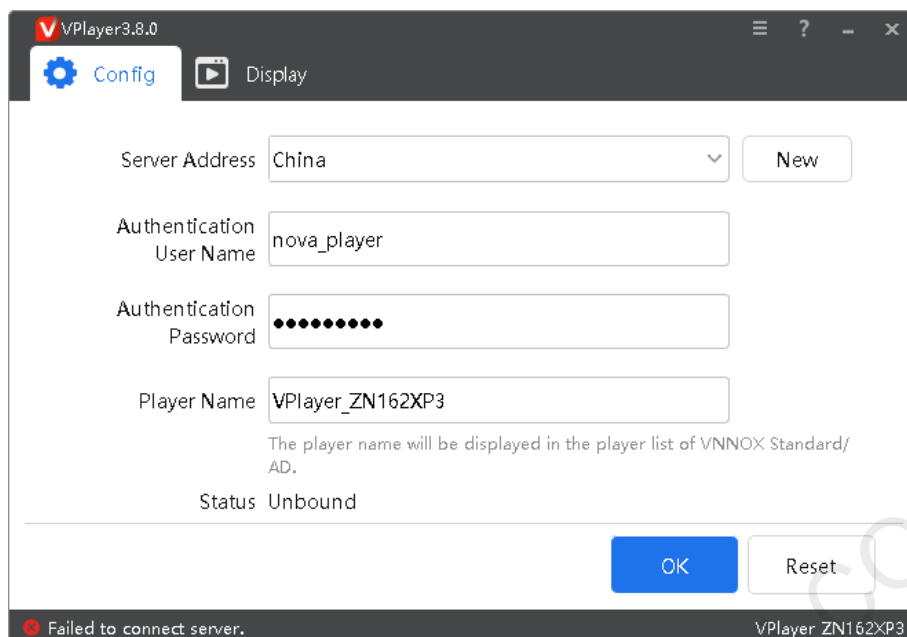 VPlayer3.8.0
Config
Display
Server Address
China
New
Authentication
User Name
nova_player
Authentication
Password
Player Name
VPlayer_ZN162XP3
The player name will be displayed in the player list of VNNOX Standard/
AD.
Status
Unbound
OK
Reset
Failed to connect server.
VPlayer ZN162XP3